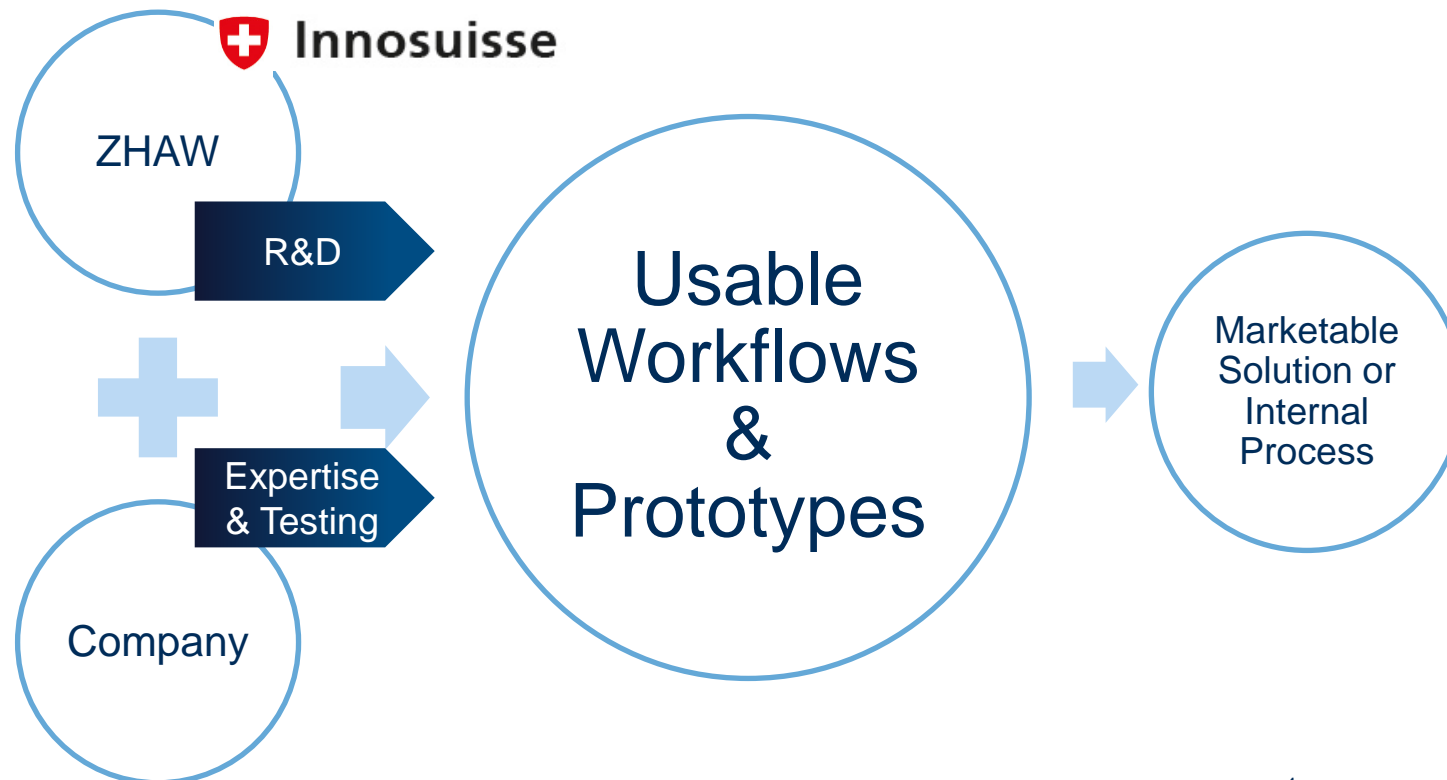 Innosuisse
ZHAW
R&D
Expertise
& Testing
Company
Usable
Workflows
&
Prototypes
Marketable
Solution or
Internal
Process